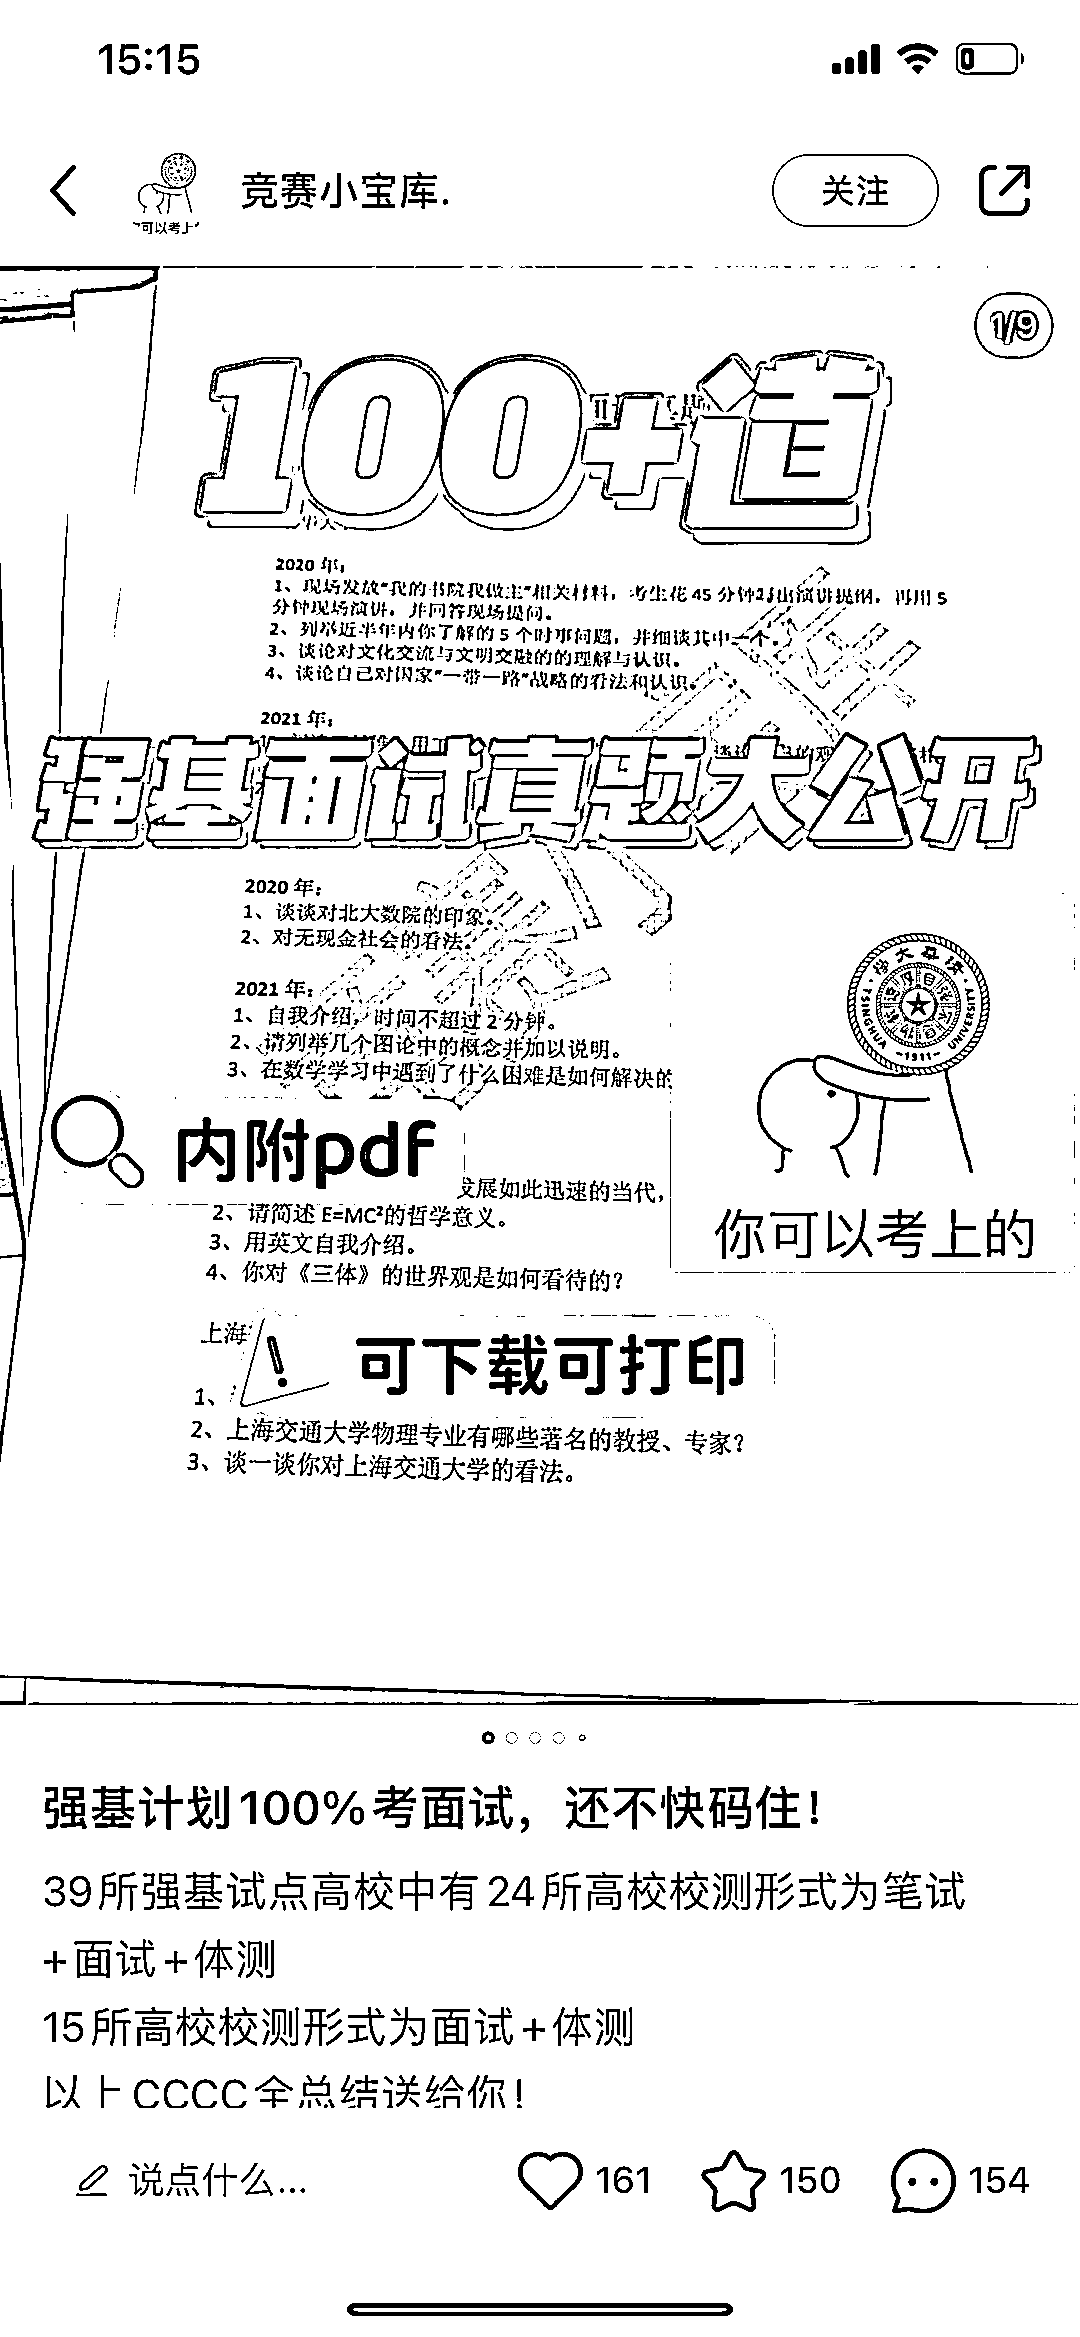 15:15
竞赛小宝库.
关注
可以考上
1/9
100+道
2020 年：
1、现场发放“我的书院我做主”相关材料，考生花 45 分钟写出演讲提纲，再用 5
分钟现场演讲，并回答现场提问。
2、列举近半年内你了解的 5 个时事问题，并细谈其中一个。
3、谈论对文化交流与文明交融的的理解与认识。
4、谈论自己对国家“一带一路”战略的看法和认识。
2021 年：
强基面试真题大公开
2020 年：
1、谈谈对北大数院的印象。
2、对无现金社会的看法。
2021 年：
1、自我介绍，时间不超过 2 分钟。
2、请列举几个图论中的概念并加以说明。
3、在数学学习中遇到了什么困难是如何解决的
清华大学
TSINGHUA UNIVERSITY
-1911-
内附pdf
发展如此迅速的当代，
2、请简述 E=MC²的哲学意义。
3、用英文自我介绍。
4、你对《三体》的世界观是如何看待的？
你可以考上的
上海
可下载可打印
1、
2、上海交通大学物理专业有哪些著名的教授、专家？
3、谈一谈你对上海交通大学的看法。
强基计划100%考面试，还不快码住！
39所强基试点高校中有24所高校校测形式为笔试
+面试+体测
15所高校校测形式为面试+体测
以上CCCC全总结送给你！
说点什么...
161
150
154